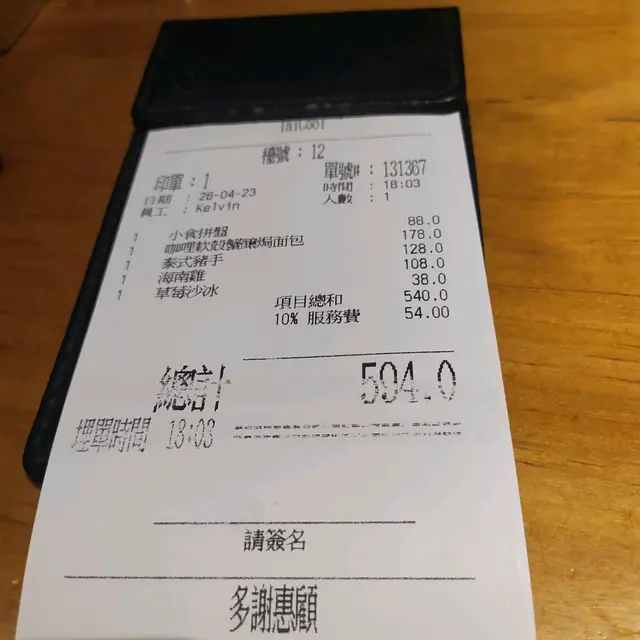 檯號 : 12
印單 : 1 單號# : 131367
日期 : 28-04-23 時間 : 18:03
員工 : Kelvin 人數 : 1
1 小食拼盤 88.0
1 咖哩軟殼蟹釀焗面包 178.0
1 泰式豬手 128.0
1 海南雞 108.0
1 草莓沙冰 38.0
項目總和 540.0
10% 服務費 54.00
總計 594.0
埋單時間 18:03
請簽名
多謝惠顧